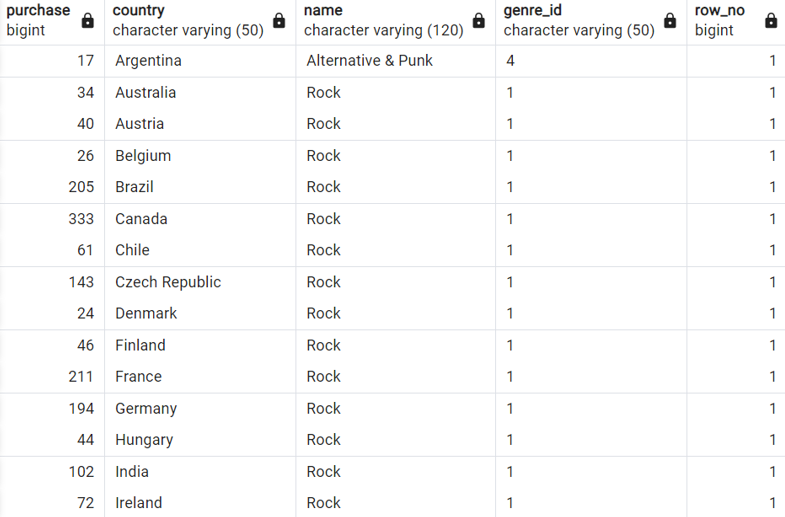 purchase country name genre_id row_no
bigint character varying (50) character varying (120) character varying (50) bigint
17 Argentina Alternative & Punk 4 1
34 Australia Rock 1 1
40 Austria Rock 1 1
26 Belgium Rock 1 1
205 Brazil Rock 1 1
333 Canada Rock 1 1
61 Chile Rock 1 1
143 Czech Republic Rock 1 1
24 Denmark Rock 1 1
46 Finland Rock 1 1
211 France Rock 1 1
194 Germany Rock 1 1
44 Hungary Rock 1 1
102 India Rock 1 1
72 Ireland Rock 1 1